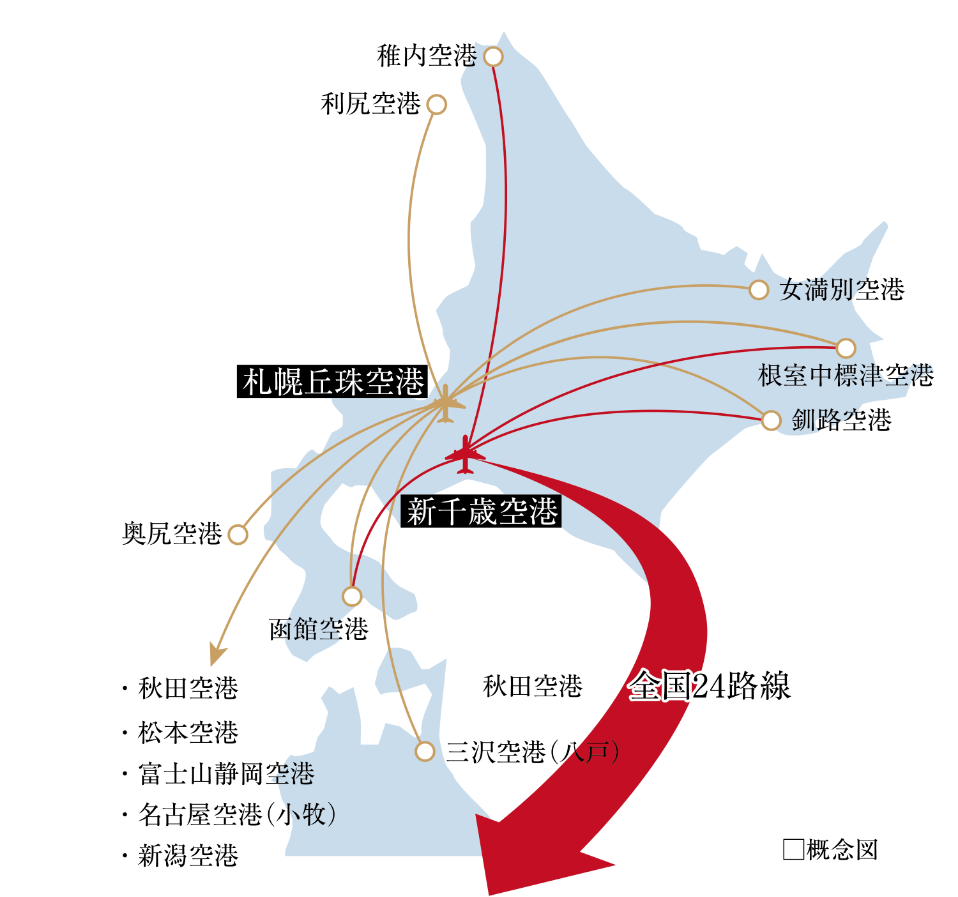 稚内空港
利尻空港
女満別空港
根室中標津空港
札幌丘珠空港
釧路空港
新千歳空港
奥尻空港
函館空港
・秋田空港
・松本空港
・富士山静岡空港
・名古屋空港(小牧)
・新潟空港
秋田空港
全国24路線
三沢空港(八戸)
□概念図